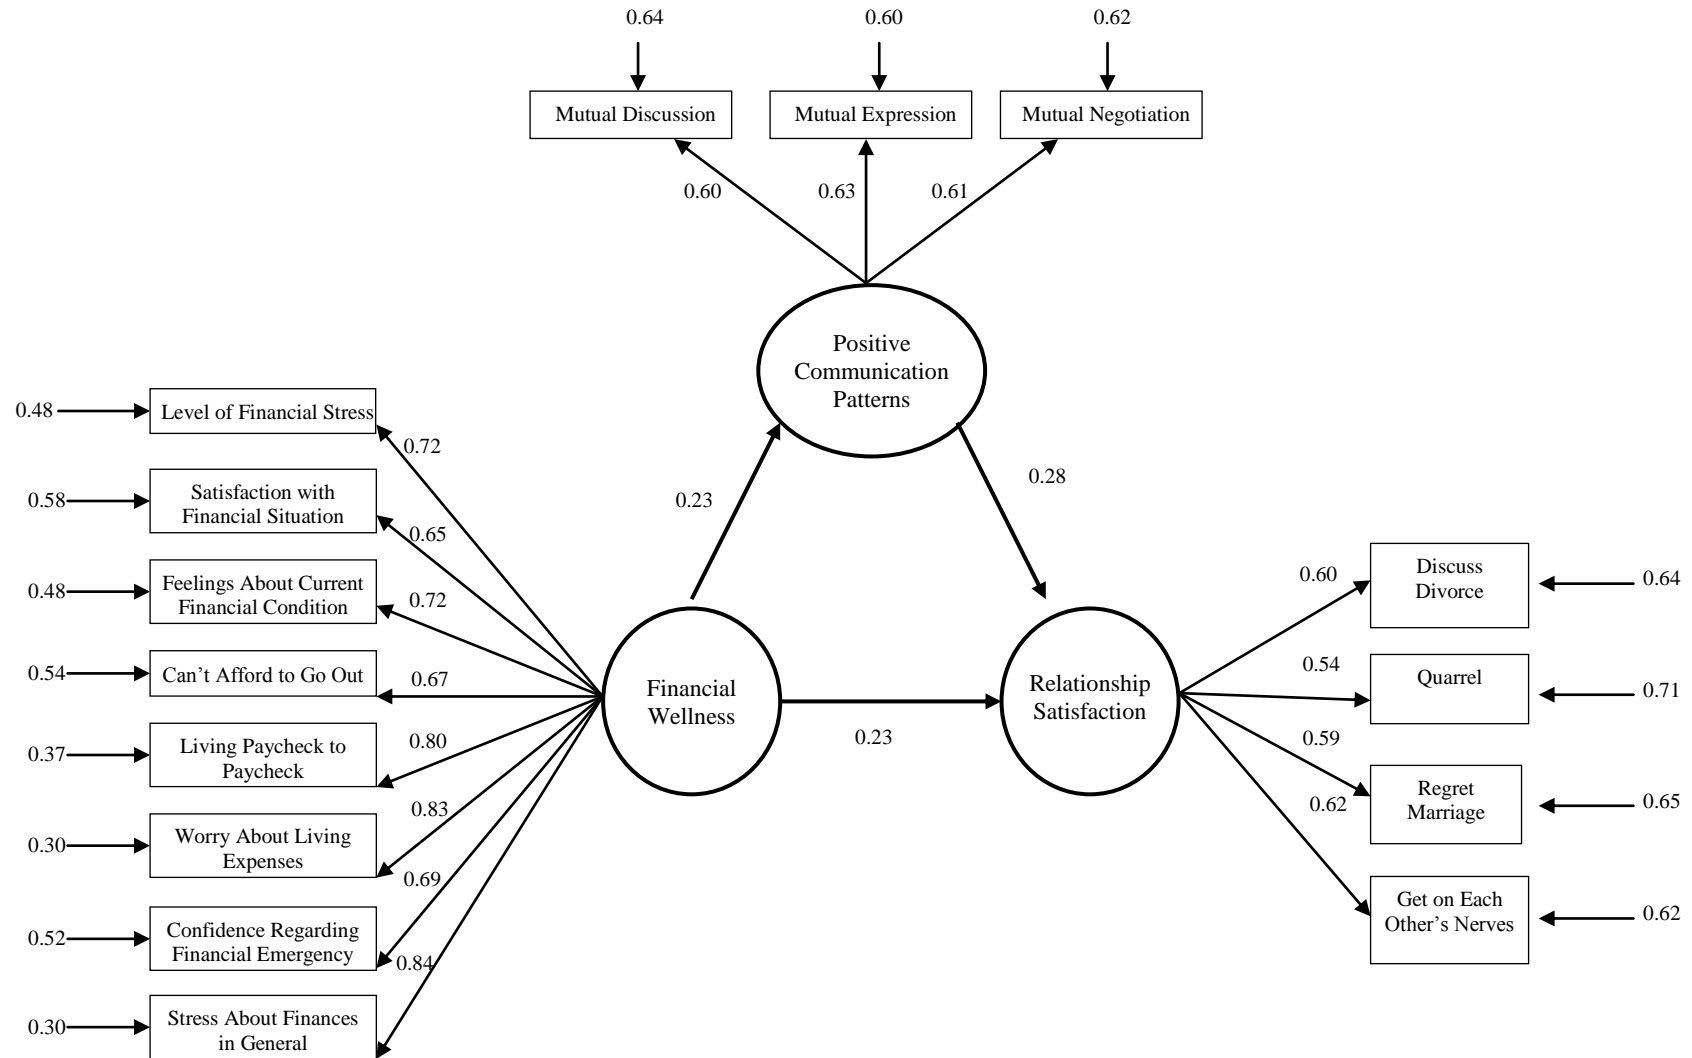 0.64
0.60
0.62
Mutual Discussion
Mutual Expression
Mutual Negotiation
0.60
0.63
0.61
Positive
Communication
Patterns
0.48
Level of Financial Stress
0.72
0.58
Satisfaction with
Financial Situation
0.65
0.23
0.28
0.48
Feelings About Current
Financial Condition
0.72
0.54
Can't Afford to Go Out
0.67
0.37
Living Paycheck to
Paycheck
0.80
0.30
Worry About Living
Expenses
0.83
0.52
Confidence Regarding
Financial Emergency
0.69
0.30
Stress About Finances
in General
0.84
Financial
Wellness
0.23
Relationship
Satisfaction
0.60
Discuss
Divorce
0.64
0.54
Quarrel
0.71
0.59
Regret
Marriage
0.65
0.62
Get on Each
Other's Nerves
0.62